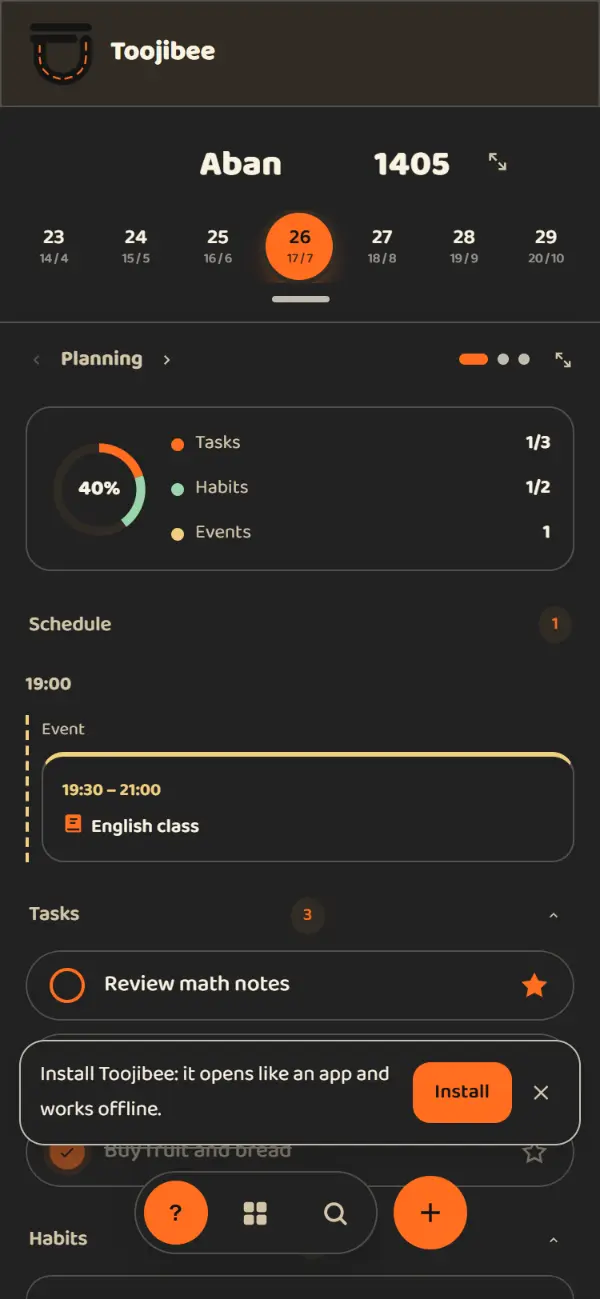 Toojibee
Aban 1405
23 24 25 26 27 28 29
14/4 15/5 16/6 17/7 18/8 19/9 20/10
Planning
40%
Tasks 1/3
Habits 1/2
Events 1
Schedule 1
19:00
Event
19:30 – 21:00
English class
Tasks 3
Review math notes
Install Toojibee: it opens like an app and
works offline.
Install
Buy fruit and bread
?
Habits